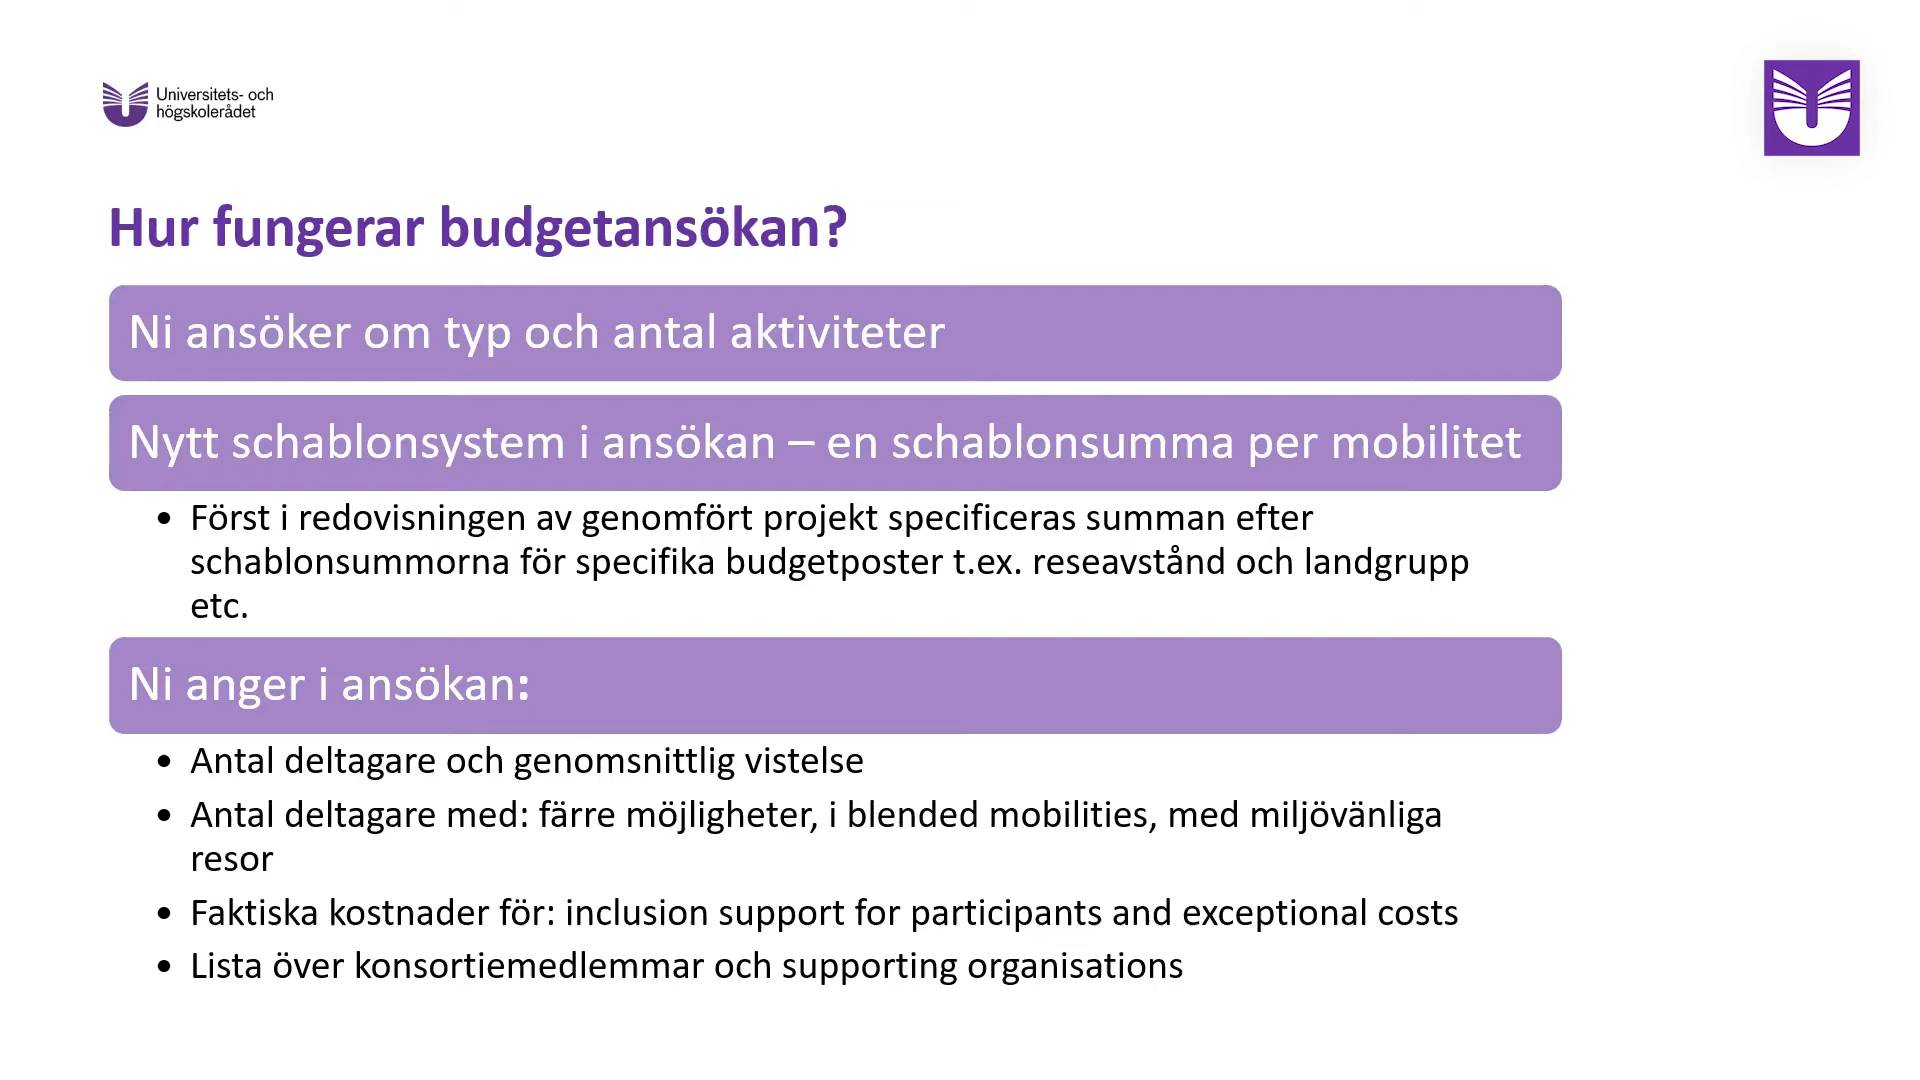 Universitets- och
högskolerådet
Hur fungerar budgetansökan?
Ni ansöker om typ och antal aktiviteter
Nytt schablonsystem i ansökan – en schablonsumma per mobilitet
• Först i redovisningen av genomfört projekt specificeras summan efter
schablonsummorna för specifika budgetposter t.ex. reseavstånd och landgrupp
etc.
Ni anger i ansökan:
• Antal deltagare och genomsnittlig vistelse
• Antal deltagare med: färre möjligheter, i blended mobilities, med miljövänliga
resor
• Faktiska kostnader för: inclusion support for participants and exceptional costs
• Lista över konsortiemedlemmar och supporting organisations